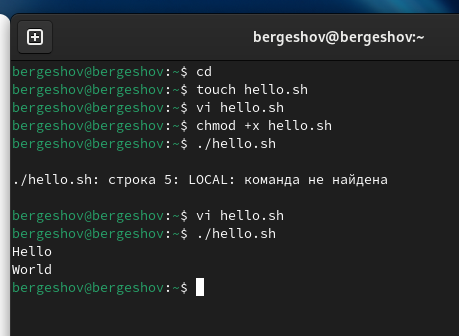 bergeshov@bergeshov:~
bergeshov@bergeshov:~$ cd
bergeshov@bergeshov:~$ touch hello.sh
bergeshov@bergeshov:~$ vi hello.sh
bergeshov@bergeshov:~$ chmod +x hello.sh
bergeshov@bergeshov:~$ ./hello.sh
./hello.sh: строка 5: LOCAL: команда не найдена
bergeshov@bergeshov:~$ vi hello.sh
bergeshov@bergeshov:~$ ./hello.sh
Hello
World
bergeshov@bergeshov:~$